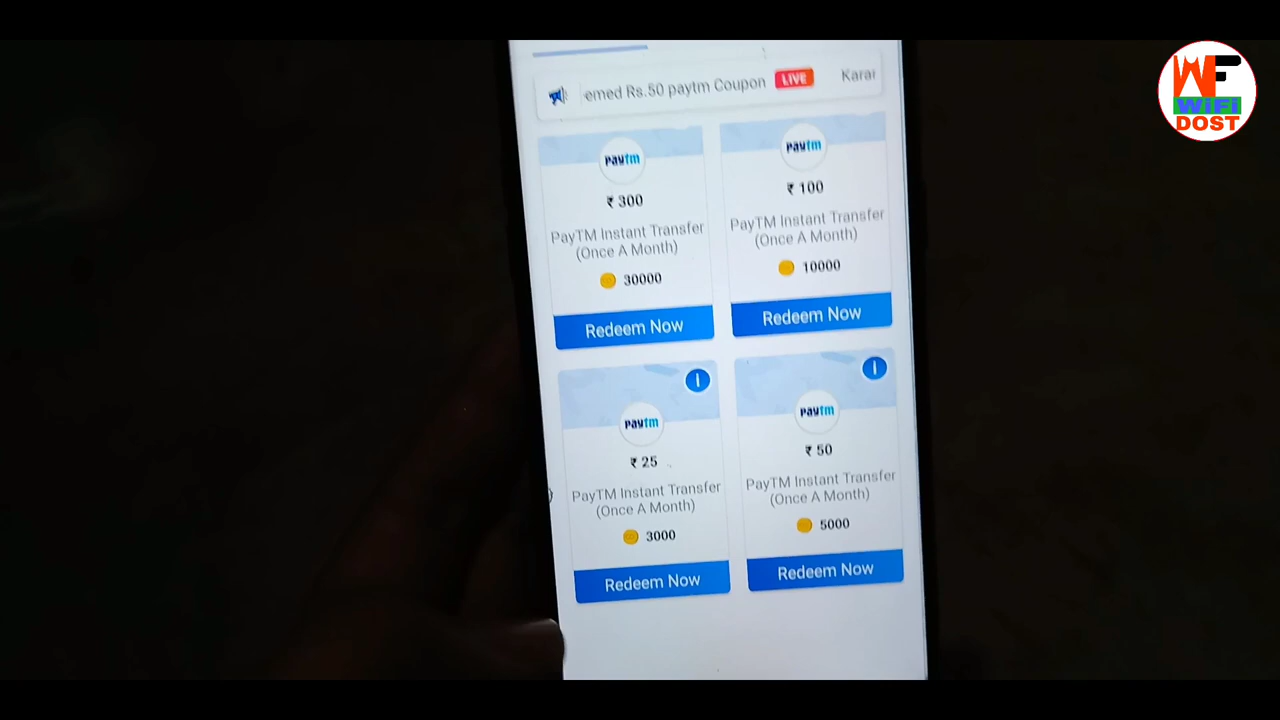 emed Rs.50 paytm Coupon LIVE Karai
paytm
₹ 300
PayTM Instant Transfer
(Once A Month)
30000
Redeem Now
paytm
₹ 100
PayTM Instant Transfer
(Once A Month)
10000
Redeem Now
paytm
₹ 25
PayTM Instant Transfer
(Once A Month)
3000
Redeem Now
paytm
₹ 50
PayTM Instant Transfer
(Once A Month)
5000
Redeem Now
WF
WiFi
DOST